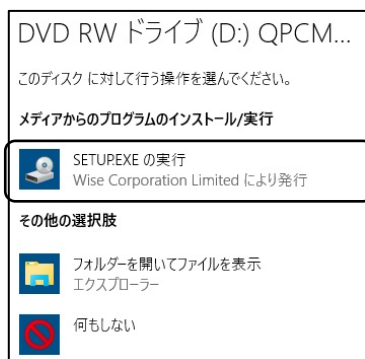 DVD RW ドライブ (D:) QPCM...
このディスク に対して行う操作を選んでください。
メディアからのプログラムのインストール/実行
SETUP.EXE の実行
Wise Corporation Limited により発行
その他の選択肢
フォルダーを開いてファイルを表示
エクスプローラー
何もしない